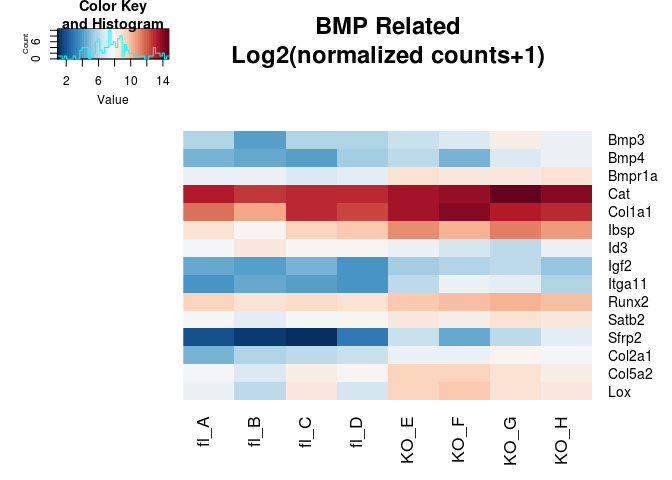 Color Key
and Histogram
Count
0 6
2 6 10 14
Value
BMP Related
Log2(normalized counts+1)
Bmp3
Bmp4
Bmpr1a
Cat
Col1a1
Ibsp
Id3
Igf2
Itga11
Runx2
Satb2
Sfrp2
Col2a1
Col5a2
Lox
fl_A fl_B fl_C fl_D KO_E KO_F KO_G KO_H